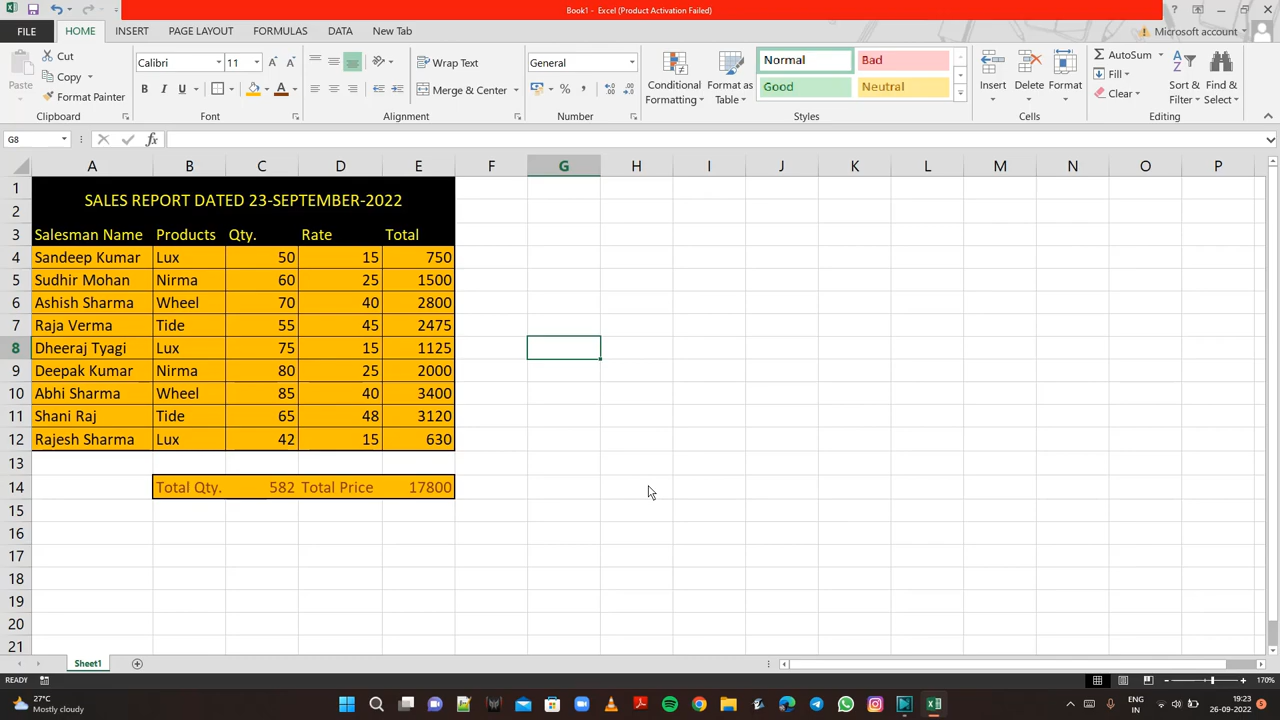 Book1 - Excel (Product Activation Failed)
?
FILE HOME INSERT PAGE LAYOUT FORMULAS DATA New Tab Microsoft account
Cut Calibri 11 Wrap Text General Normal Bad AutoSum
Copy Paste Conditional Format as Insert Delete Format Fill Sort & Find &
Format Painter B I U A Merge & Center % , Formatting Table Good Neutral Clear Filter Select
Clipboard Font Alignment Number Styles Cells Editing
G8 fx
A B C D E F G H I J K L M N O P
1 SALES REPORT DATED 23-SEPTEMBER-2022
2
3 Salesman Name Products Qty. Rate Total
4 Sandeep Kumar Lux 50 15 750
5 Sudhir Mohan Nirma 60 25 1500
6 Ashish Sharma Wheel 70 40 2800
7 Raja Verma Tide 55 45 2475
8 Dheeraj Tyagi Lux 75 15 1125
9 Deepak Kumar Nirma 80 25 2000
10 Abhi Sharma Wheel 85 40 3400
11 Shani Raj Tide 65 48 3120
12 Rajesh Sharma Lux 42 15 630
13
14 Total Qty. 582 Total Price 17800
15
16
17
18
19
20
21
Sheet1
READY 170%
27°C ENG 19:23
Mostly cloudy IN 26-09-2022